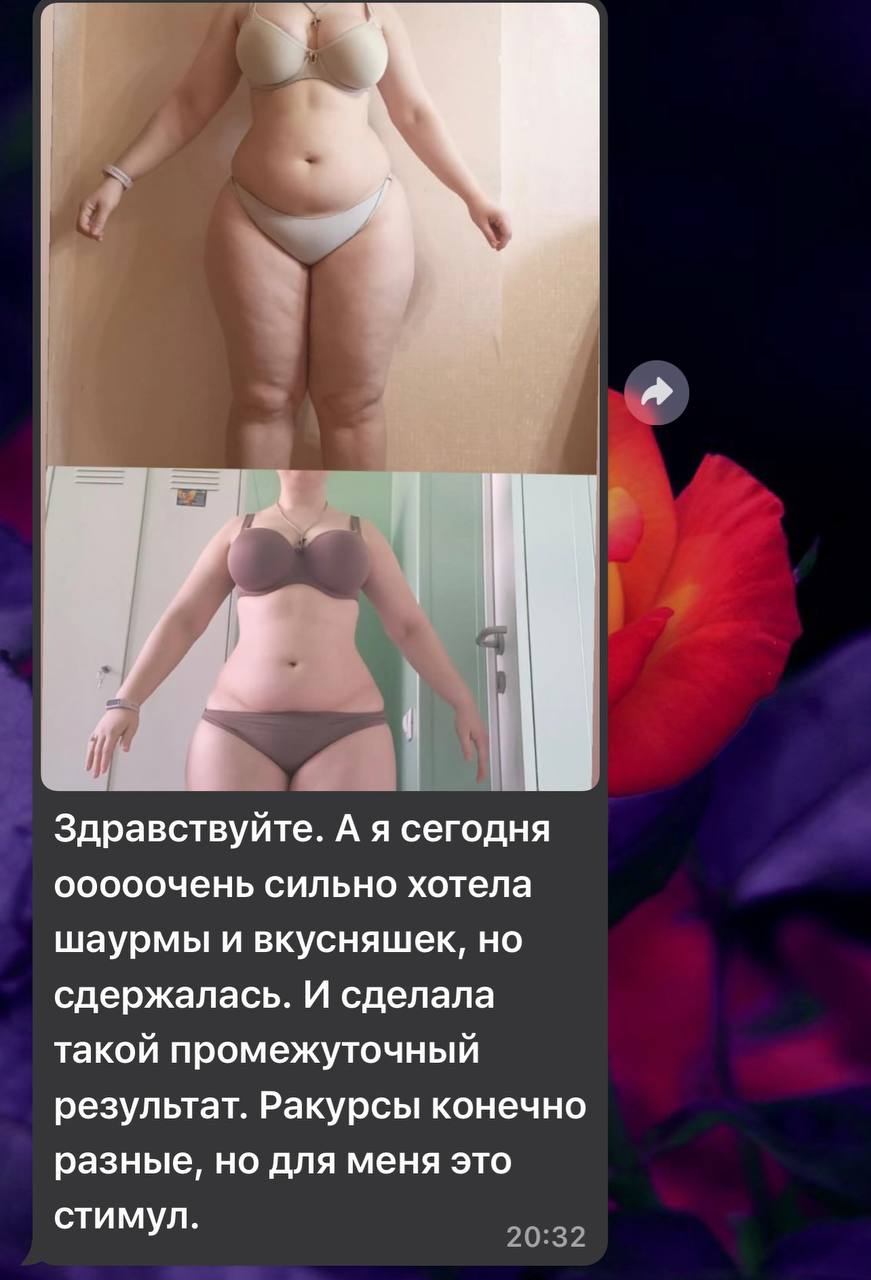 Здравствуйте. А я сегодня
ооооочень сильно хотела
шаурмы и вкусняшек, но
сдержалась. И сделала
такой промежуточный
результат. Ракурсы конечно
разные, но для меня это
стимул.
20:32